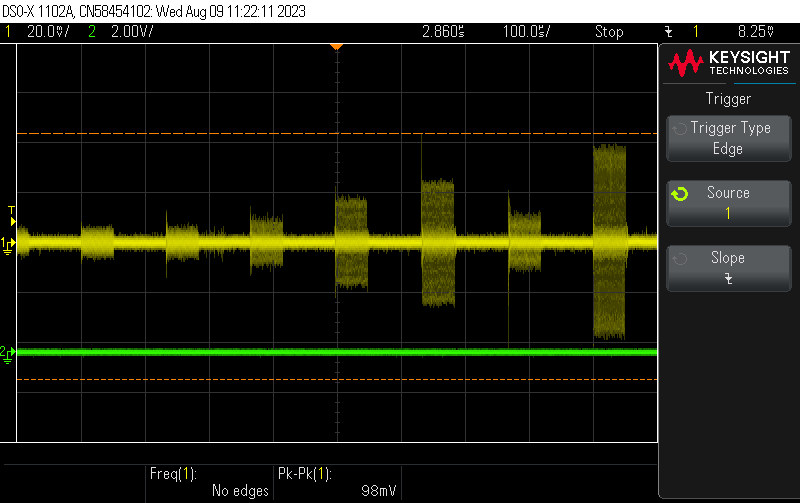 DSO-X 1102A, CN58454102: Wed Aug 09 11:22:11 2023
1 20.0V/ 2 2.00V/ 2.860s 100.0s/ Stop 1 8.25V
KEYSIGHT
TECHNOLOGIES
Trigger
Trigger Type
Edge
Source
1
Slope
T
1
2
Freq(1):
No edges
Pk-Pk(1):
98mV